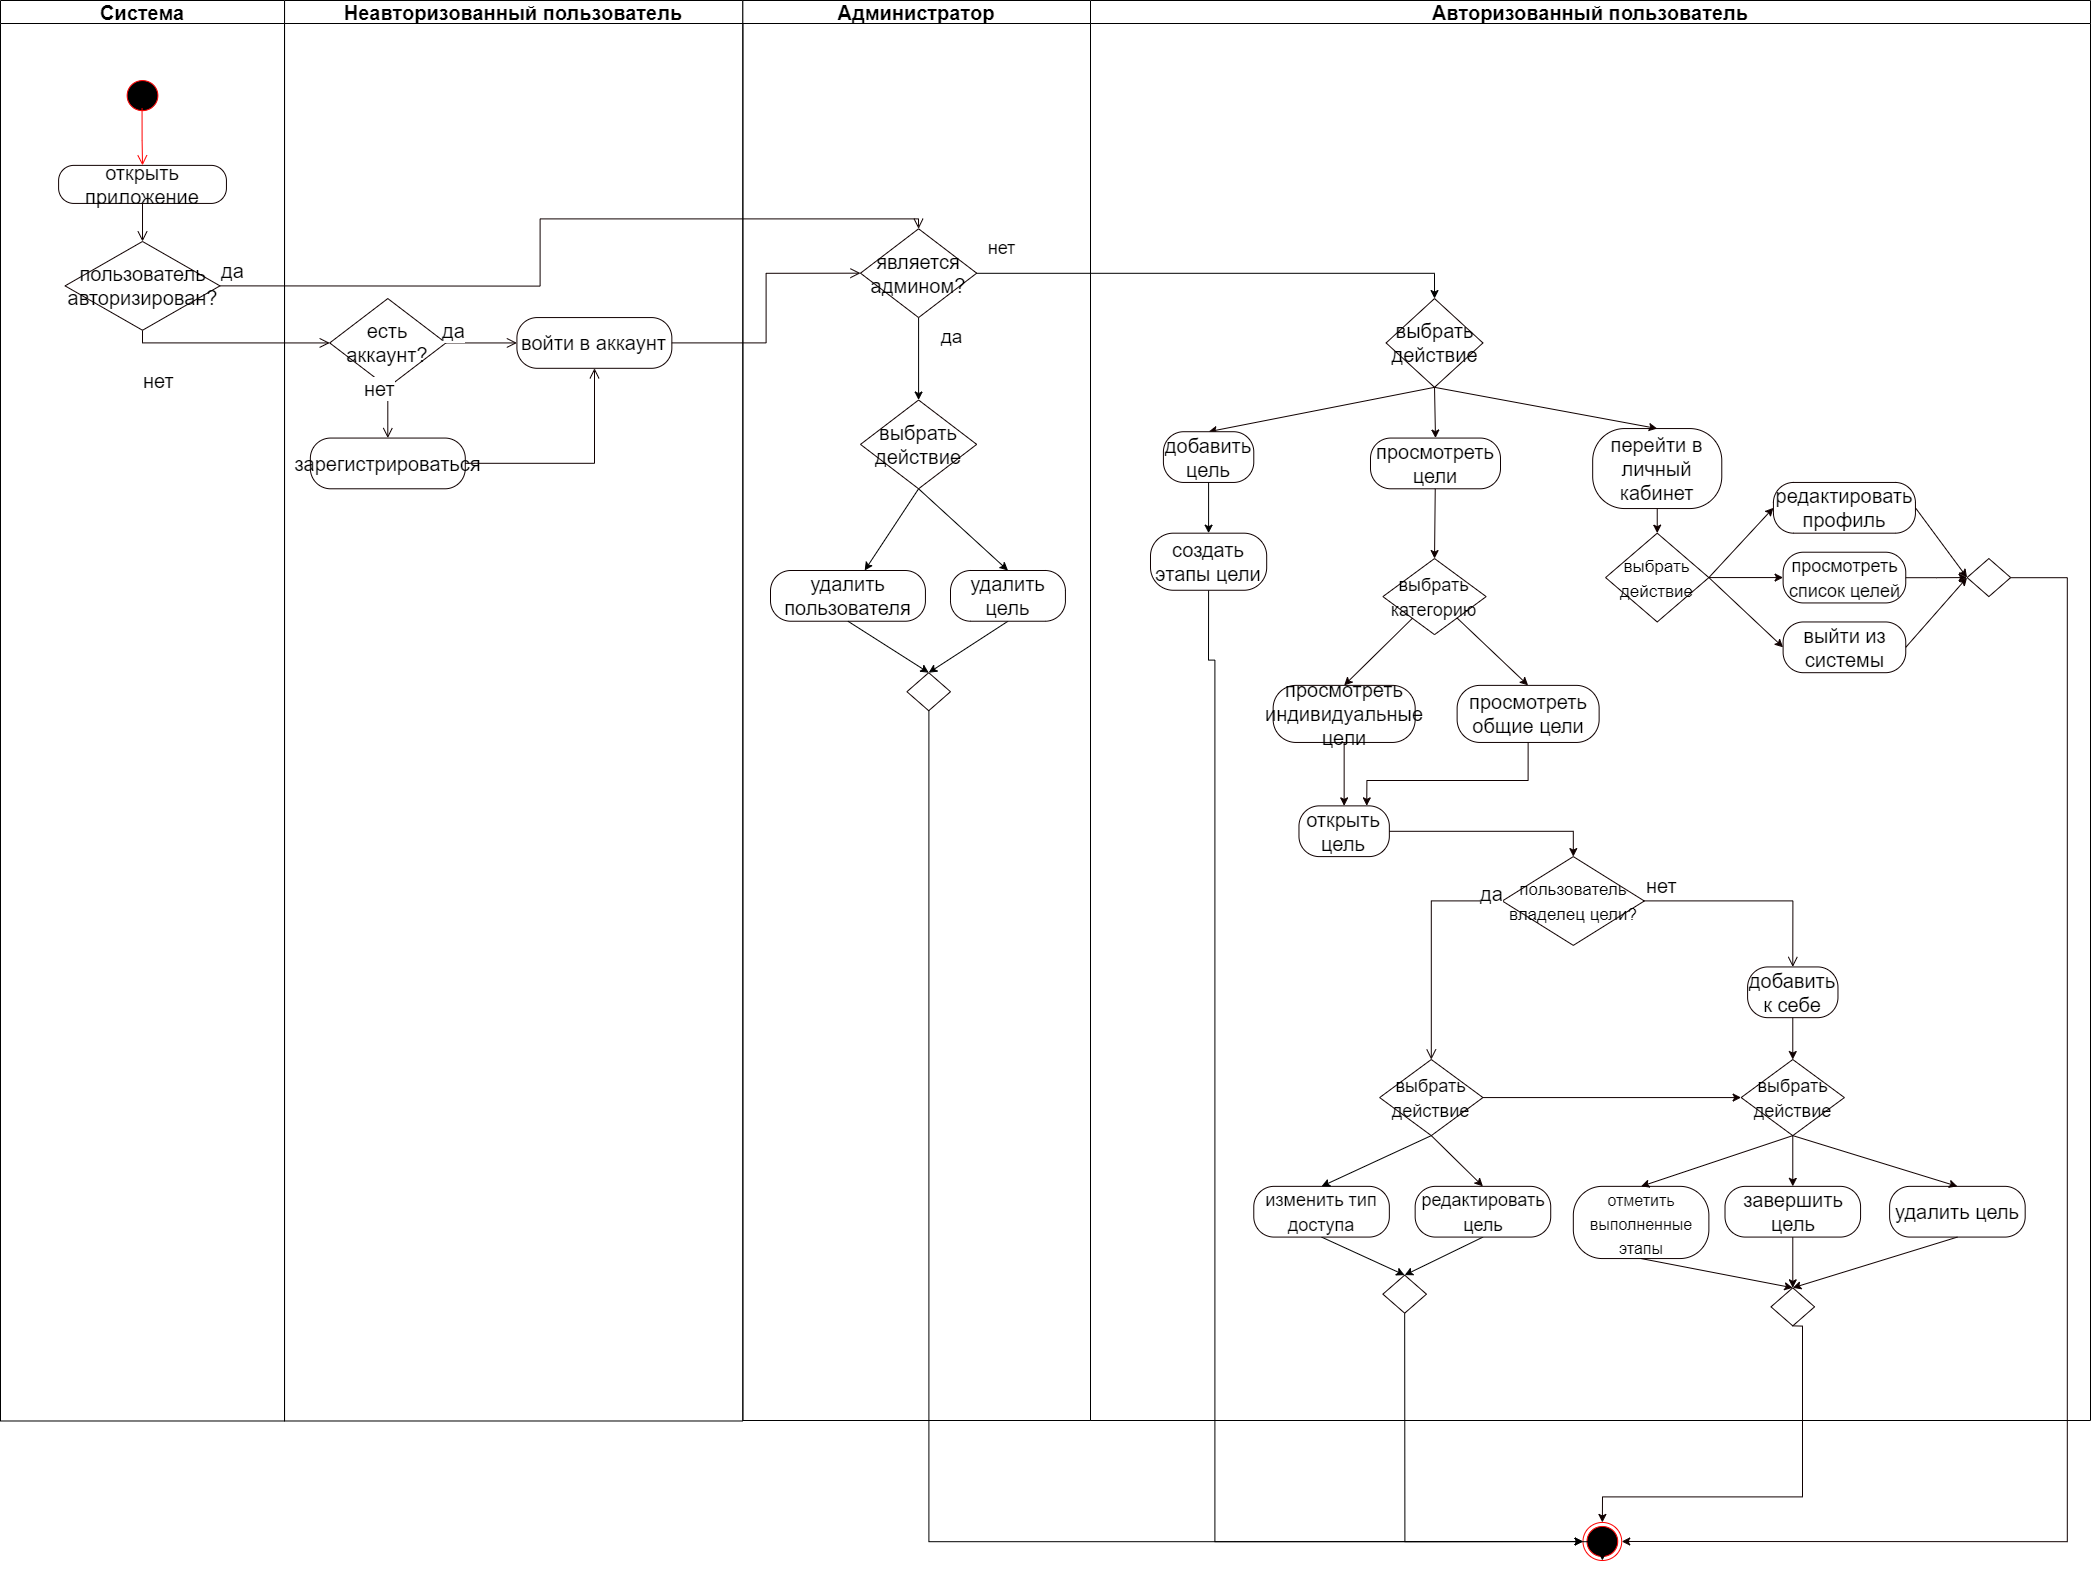 Система
Неавторизованный пользователь
Администратор
Авторизованный пользователь
открыть
приложение
пользователь
авторизирован?
да
нет
есть
аккаунт?
да
нет
войти в аккаунт
зарегистрироваться
является
админом?
нет
да
выбрать
действие
удалить
пользователя
удалить
цель
выбрать
действие
добавить
цель
просмотреть
цели
перейти в
личный
кабинет
создать
этапы цели
выбрать
категорию
выбрать
действие
редактировать
профиль
просмотреть
список целей
выйти из
системы
просмотреть
индивидуальные
цели
просмотреть
общие цели
открыть
цель
пользователь
владелец цели?
да
нет
добавить
к себе
выбрать
действие
выбрать
действие
изменить тип
доступа
редактировать
цель
отметить
выполненные
этапы
завершить
цель
удалить цель